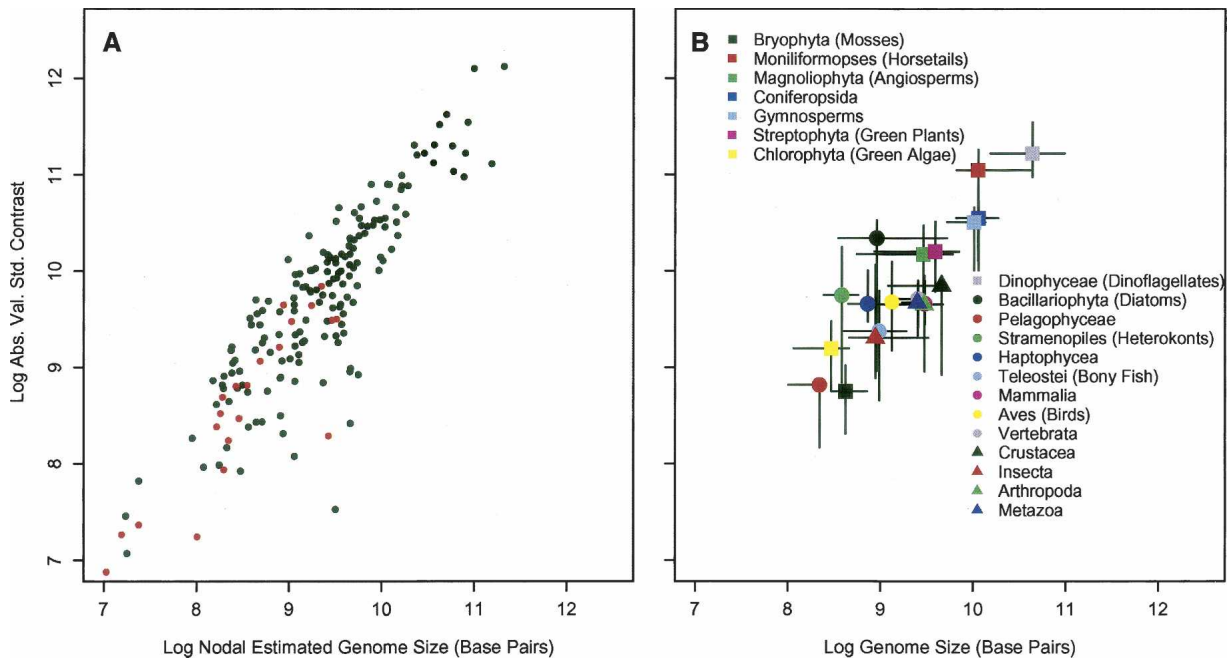 A
B
Log Abs. Val. Std. Contrast
12
11
10
9
8
7
7
8
9
10
11
12
Log Nodal Estimated Genome Size (Base Pairs)
Bryophyta (Mosses)
Moniliformopses (Horsetails)
Magnoliophyta (Angiosperms)
Coniferopsida
Gymnosperms
Streptophyta (Green Plants)
Chlorophyta (Green Algae)
Dinophyceae (Dinoflagellates)
Bacillariophyta (Diatoms)
Pelagophyceae
Stramenopiles (Heterokonts)
Haptophycea
Teleostei (Bony Fish)
Mammalia
Aves (Birds)
Vertebrata
Crustacea
Insecta
Arthropoda
Metazoa
7
8
9
10
11
12
Log Genome Size (Base Pairs)